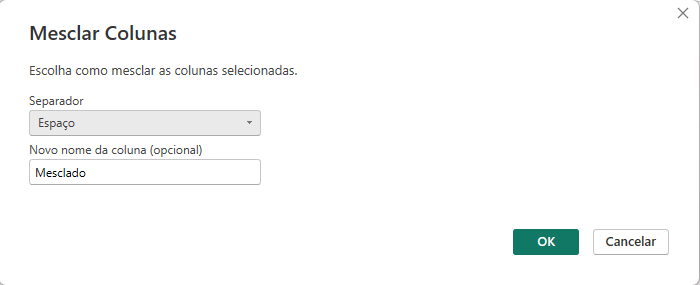 Mesclar Colunas
Escolha como mesclar as colunas selecionadas.
Separador
Espaço
Novo nome da coluna (opcional)
Mesclado
OK
Cancelar